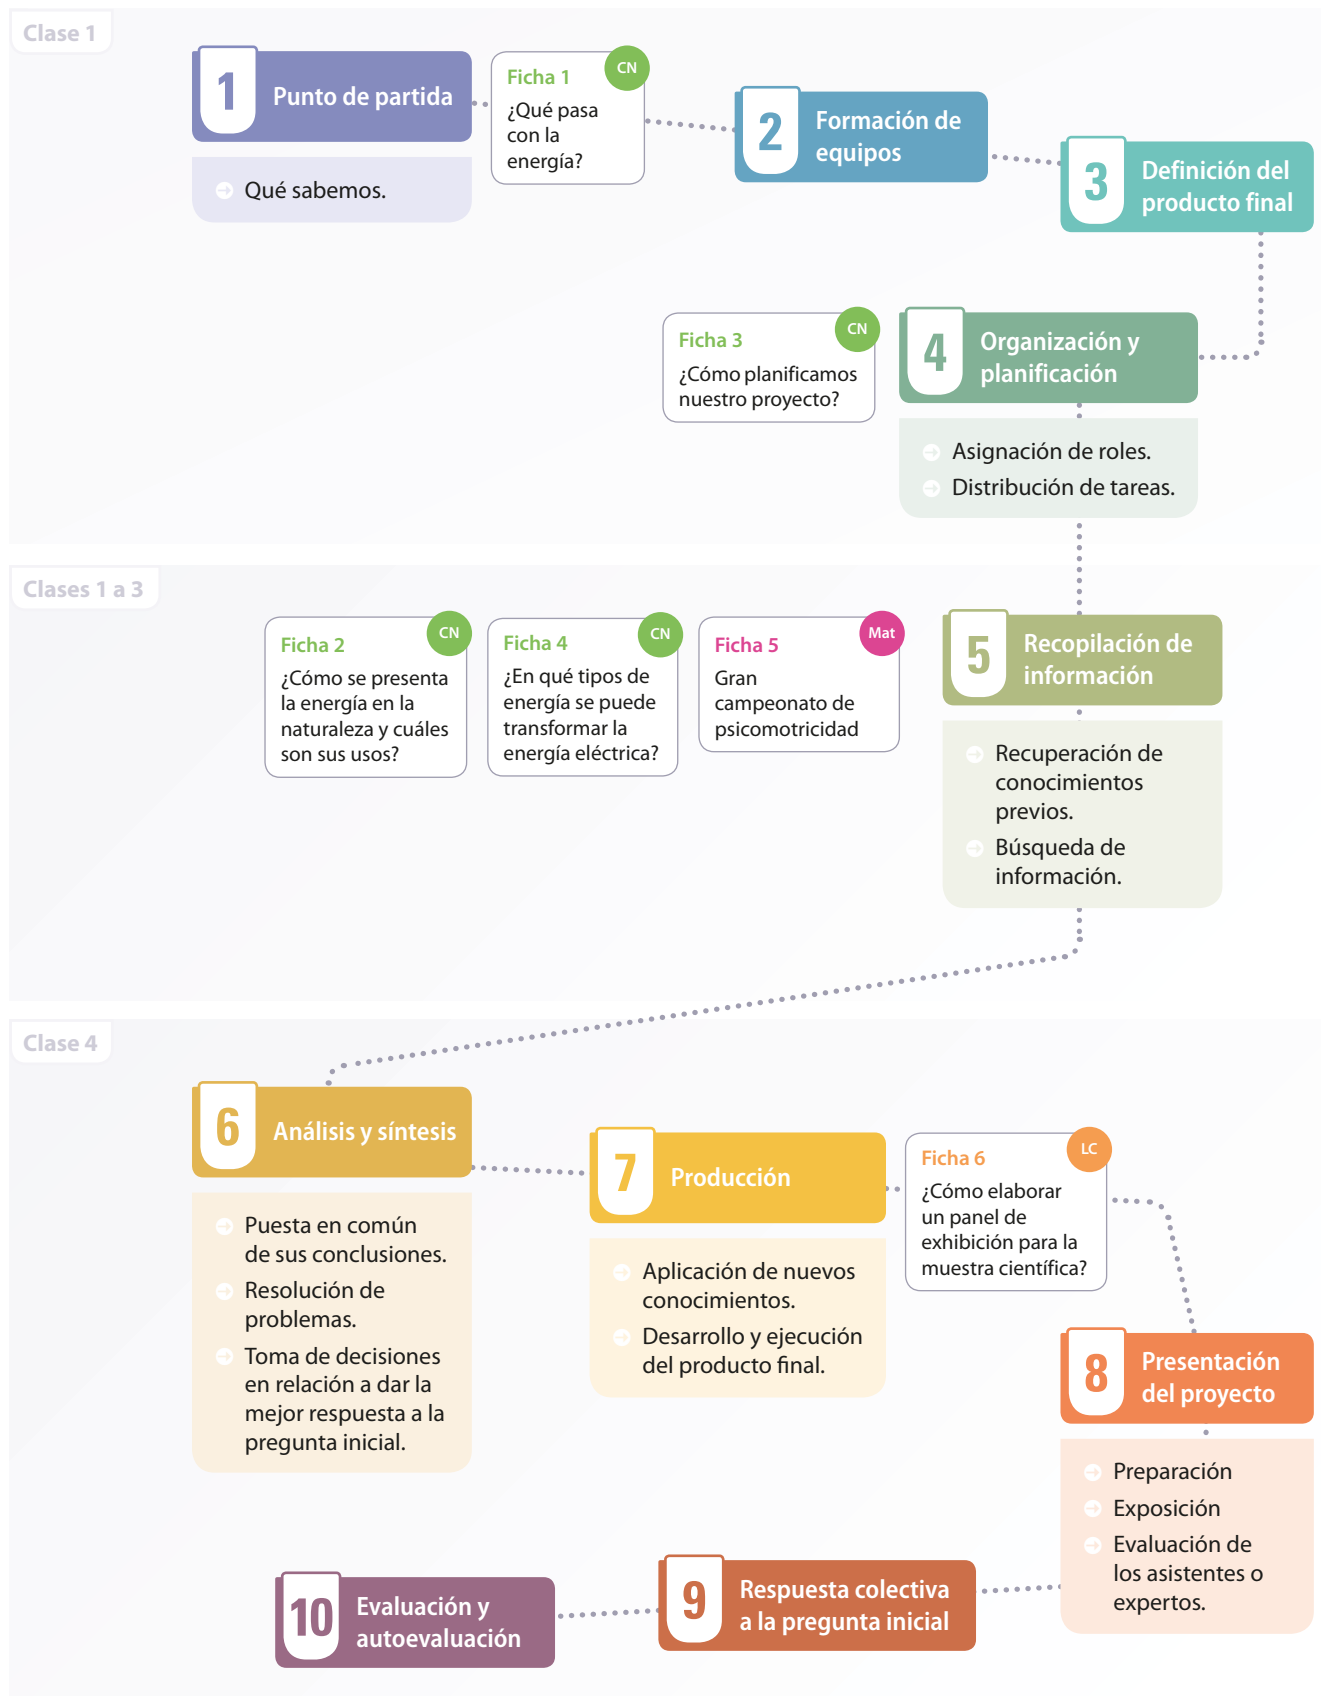 Clase 1
1
Punto de partida
Qué sabemos.
CN
Ficha 1
¿Qué pasa
con la
energía?
2
Formación de
equipos
3
Definición del
producto final
CN
Ficha 3
¿Cómo planificamos
nuestro proyecto?
4
Organización y
planificación
Asignación de roles.
Distribución de tareas.
Clases 1 a 3
CN
Ficha 2
¿Cómo se presenta
la energía en la
naturaleza y cuáles
son sus usos?
CN
Ficha 4
¿En qué tipos de
energía se puede
transformar la
energía eléctrica?
Mat
Ficha 5
Gran
campeonato de
psicomotricidad
5
Recopilación de
información
Recuperación de
conocimientos
previos.
Búsqueda de
información.
Clase 4
6
Análisis y síntesis
Puesta en común
de sus conclusiones.
Resolución de
problemas.
Toma de decisiones
en relación a dar la
mejor respuesta a la
pregunta inicial.
7
Producción
Aplicación de nuevos
conocimientos.
Desarrollo y ejecución
del producto final.
LC
Ficha 6
¿Cómo elaborar
un panel de
exhibición para la
muestra científica?
8
Presentación
del proyecto
Preparación
Exposición
Evaluación de
los asistentes o
expertos.
9
Respuesta colectiva
a la pregunta inicial
10
Evaluación y
autoevaluación